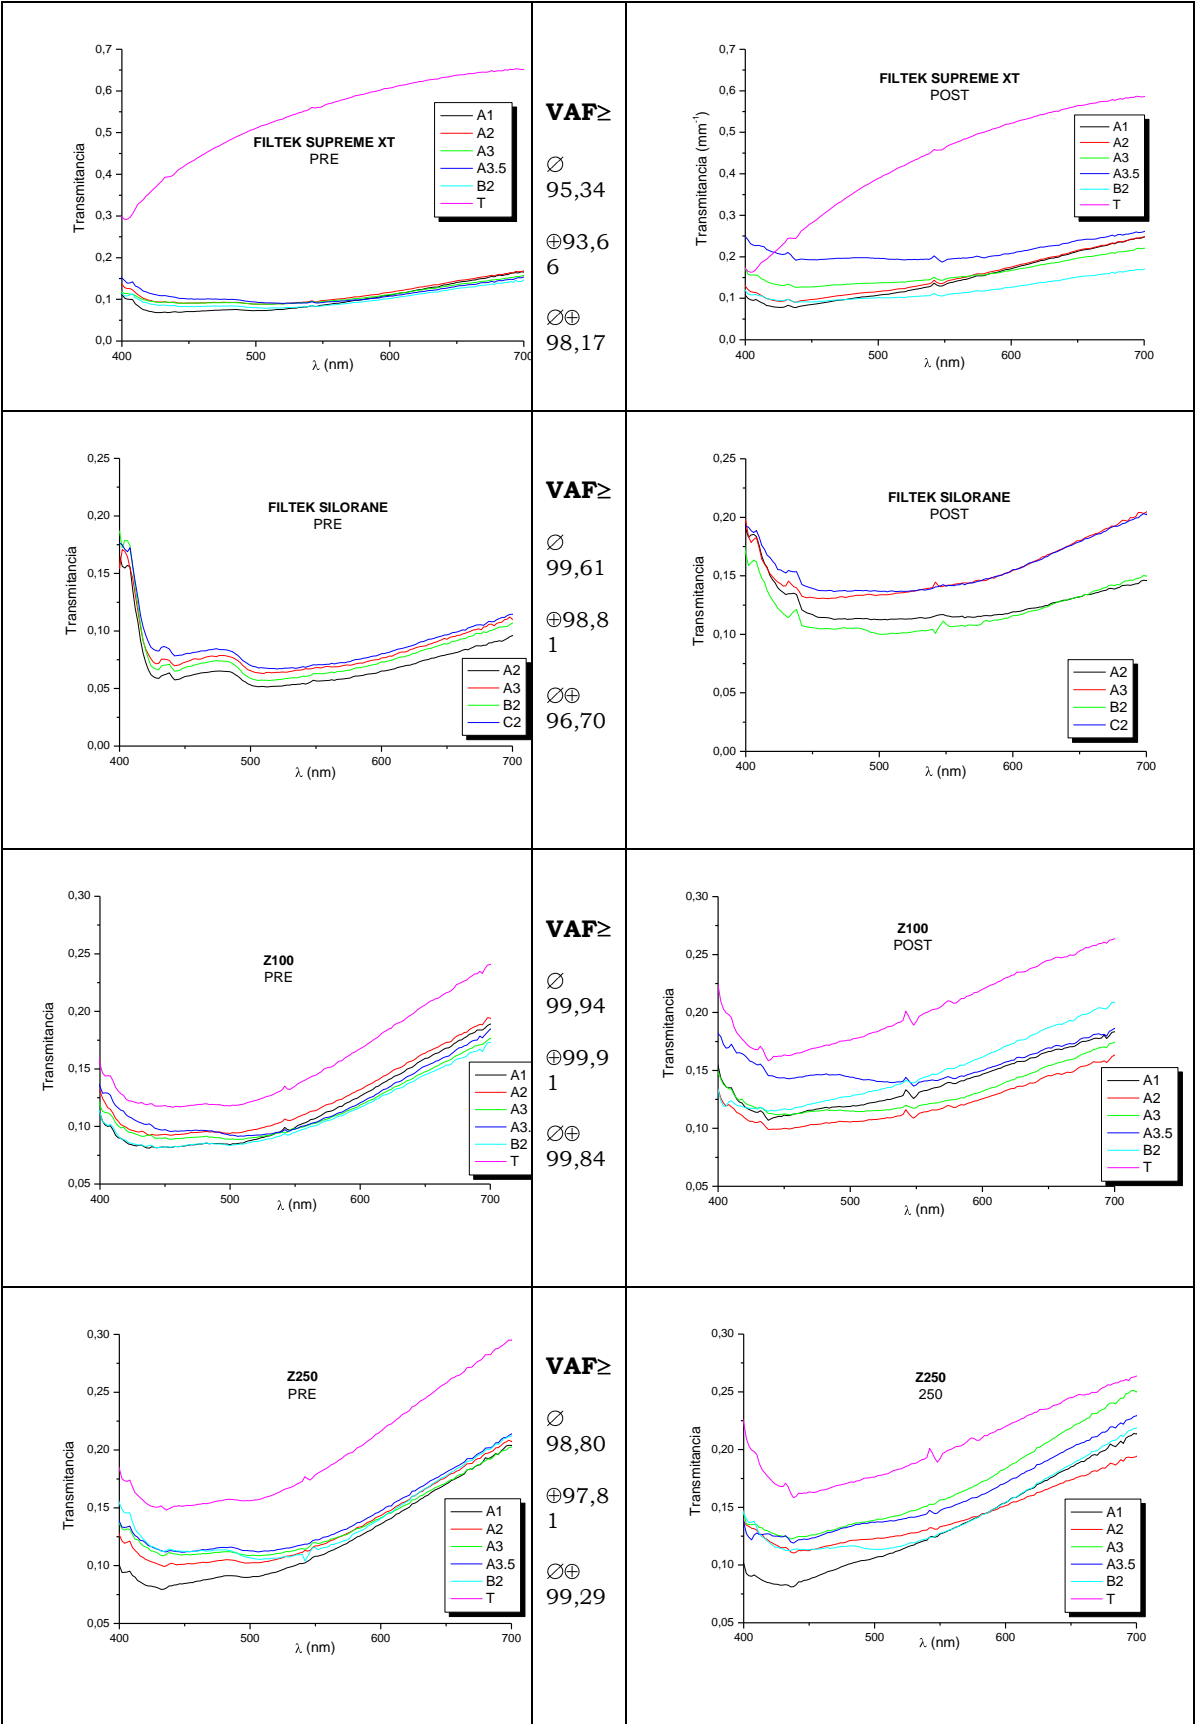 0,7
0,6
0,5
0,4
0,3
0,2
0,1
0,0
Transmitancia
FILTEK SUPREME XT
PRE
A1
A2
A3
A3.5
B2
T
400
500
600
700
λ (nm)
VAF≥
∅
95,34
⊕93,6
6
∅⊕
98,17
0,7
0,6
0,5
0,4
0,3
0,2
0,1
0,0
Transmitancia (mm⁻¹)
FILTEK SUPREME XT
POST
A1
A2
A3
A3.5
B2
T
400
500
600
700
λ (nm)
0,25
0,20
0,15
0,10
0,05
0,00
Transmitancia
FILTEK SILORANE
PRE
A2
A3
B2
C2
400
500
600
700
λ (nm)
VAF≥
∅
99,61
⊕98,8
1
∅⊕
96,70
0,25
0,20
0,15
0,10
0,05
0,00
Transmitancia
FILTEK SILORANE
POST
A2
A3
B2
C2
400
500
600
700
λ (nm)
0,30
0,25
0,20
0,15
0,10
0,05
Transmitancia
Z100
PRE
A1
A2
A3
A3.
B2
T
400
500
600
700
λ (nm)
VAF≥
∅
99,94
⊕99,9
1
∅⊕
99,84
0,30
0,25
0,20
0,15
0,10
0,05
Transmitancia
Z100
POST
A1
A2
A3
A3.5
B2
T
400
500
600
700
λ (nm)
0,30
0,25
0,20
0,15
0,10
0,05
Transmitancia
Z250
PRE
A1
A2
A3
A3.5
B2
T
400
500
600
700
λ (nm)
VAF≥
∅
98,80
⊕97,8
1
∅⊕
99,29
0,30
0,25
0,20
0,15
0,10
0,05
Transmitancia
Z250
250
A1
A2
A3
A3.5
B2
T
400
500
600
700
λ (nm)